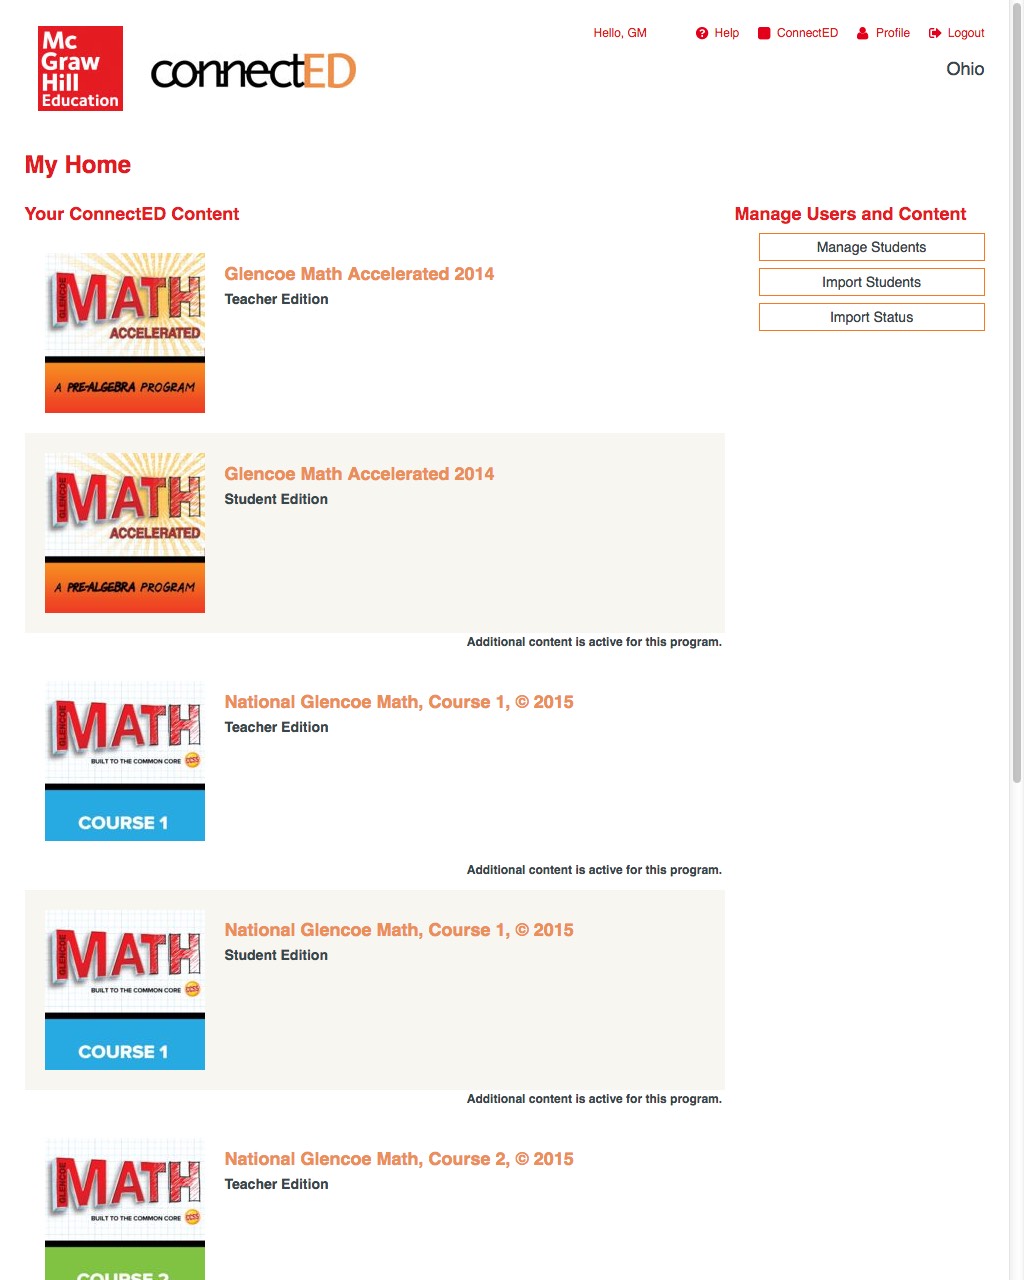 Mc
Graw
Hill
Education
connectED
Hello, GM
Help
ConnectED
Profile
Logout
Ohio
My Home
Your ConnectED Content
GLENCOE
MATH
ACCELERATED
A PRE-ALGEBRA PROGRAM
Glencoe Math Accelerated 2014
Teacher Edition
Manage Users and Content
Manage Students
Import Students
Import Status
GLENCOE
MATH
ACCELERATED
A PRE-ALGEBRA PROGRAM
Glencoe Math Accelerated 2014
Student Edition
Additional content is active for this program.
GLENCOE
MATH
BUILT TO THE COMMON CORE
CCSS
COURSE 1
National Glencoe Math, Course 1, © 2015
Teacher Edition
Additional content is active for this program.
GLENCOE
MATH
BUILT TO THE COMMON CORE
CCSS
COURSE 1
National Glencoe Math, Course 1, © 2015
Student Edition
Additional content is active for this program.
GLENCOE
MATH
BUILT TO THE COMMON CORE
CCSS
COURSE 2
National Glencoe Math, Course 2, © 2015
Teacher Edition